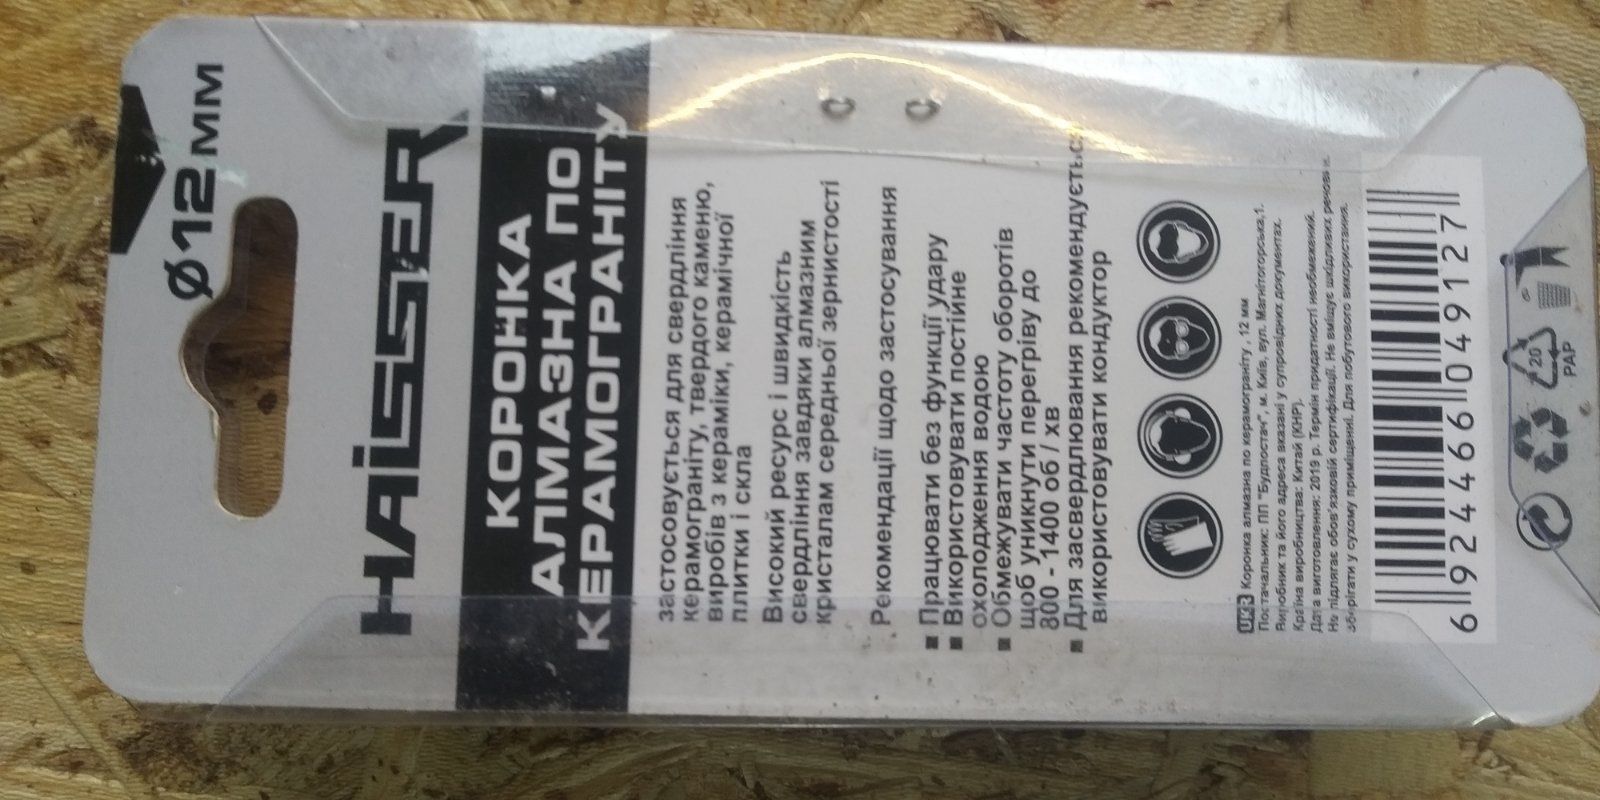 Ø12мм
HAISSER
КОРОНКА
АЛМАЗНА ПО
КЕРАМОГРАНІТУ
застосовується для свердління
керамограніту, твердого каменю,
виробів з кераміки, керамічної
плитки і скла
Високий ресурс і швидкість
свердління завдяки алмазним
кристалам середньої зернистості
Рекомендації щодо застосування
■ Працювати без функції удару
■ Використовувати постійне
охолодження водою
■ Обмежувати частоту оборотів
щоб уникнути перегріву до
800 - 1400 об / хв
■ Для засвердлювання рекомендується
використовувати кондуктор
UKR Коронка алмазна по керамограніту , 12 мм
Постачальник: ПП "Будпостач", м. Київ, вул. Магнітогорська,1.
Виробник та його адреса вказані у супровідних документах.
Країна виробництва: Китай (КНР).
Дата виготовлення: 2019 р. Термін придатності необмежений.
Не підлягає обов'язковій сертифікації. Не вміщує шкідливих речовин.
Зберігати у сухому приміщенні. Для побутового використання.
6 924466 049127
20
PAP